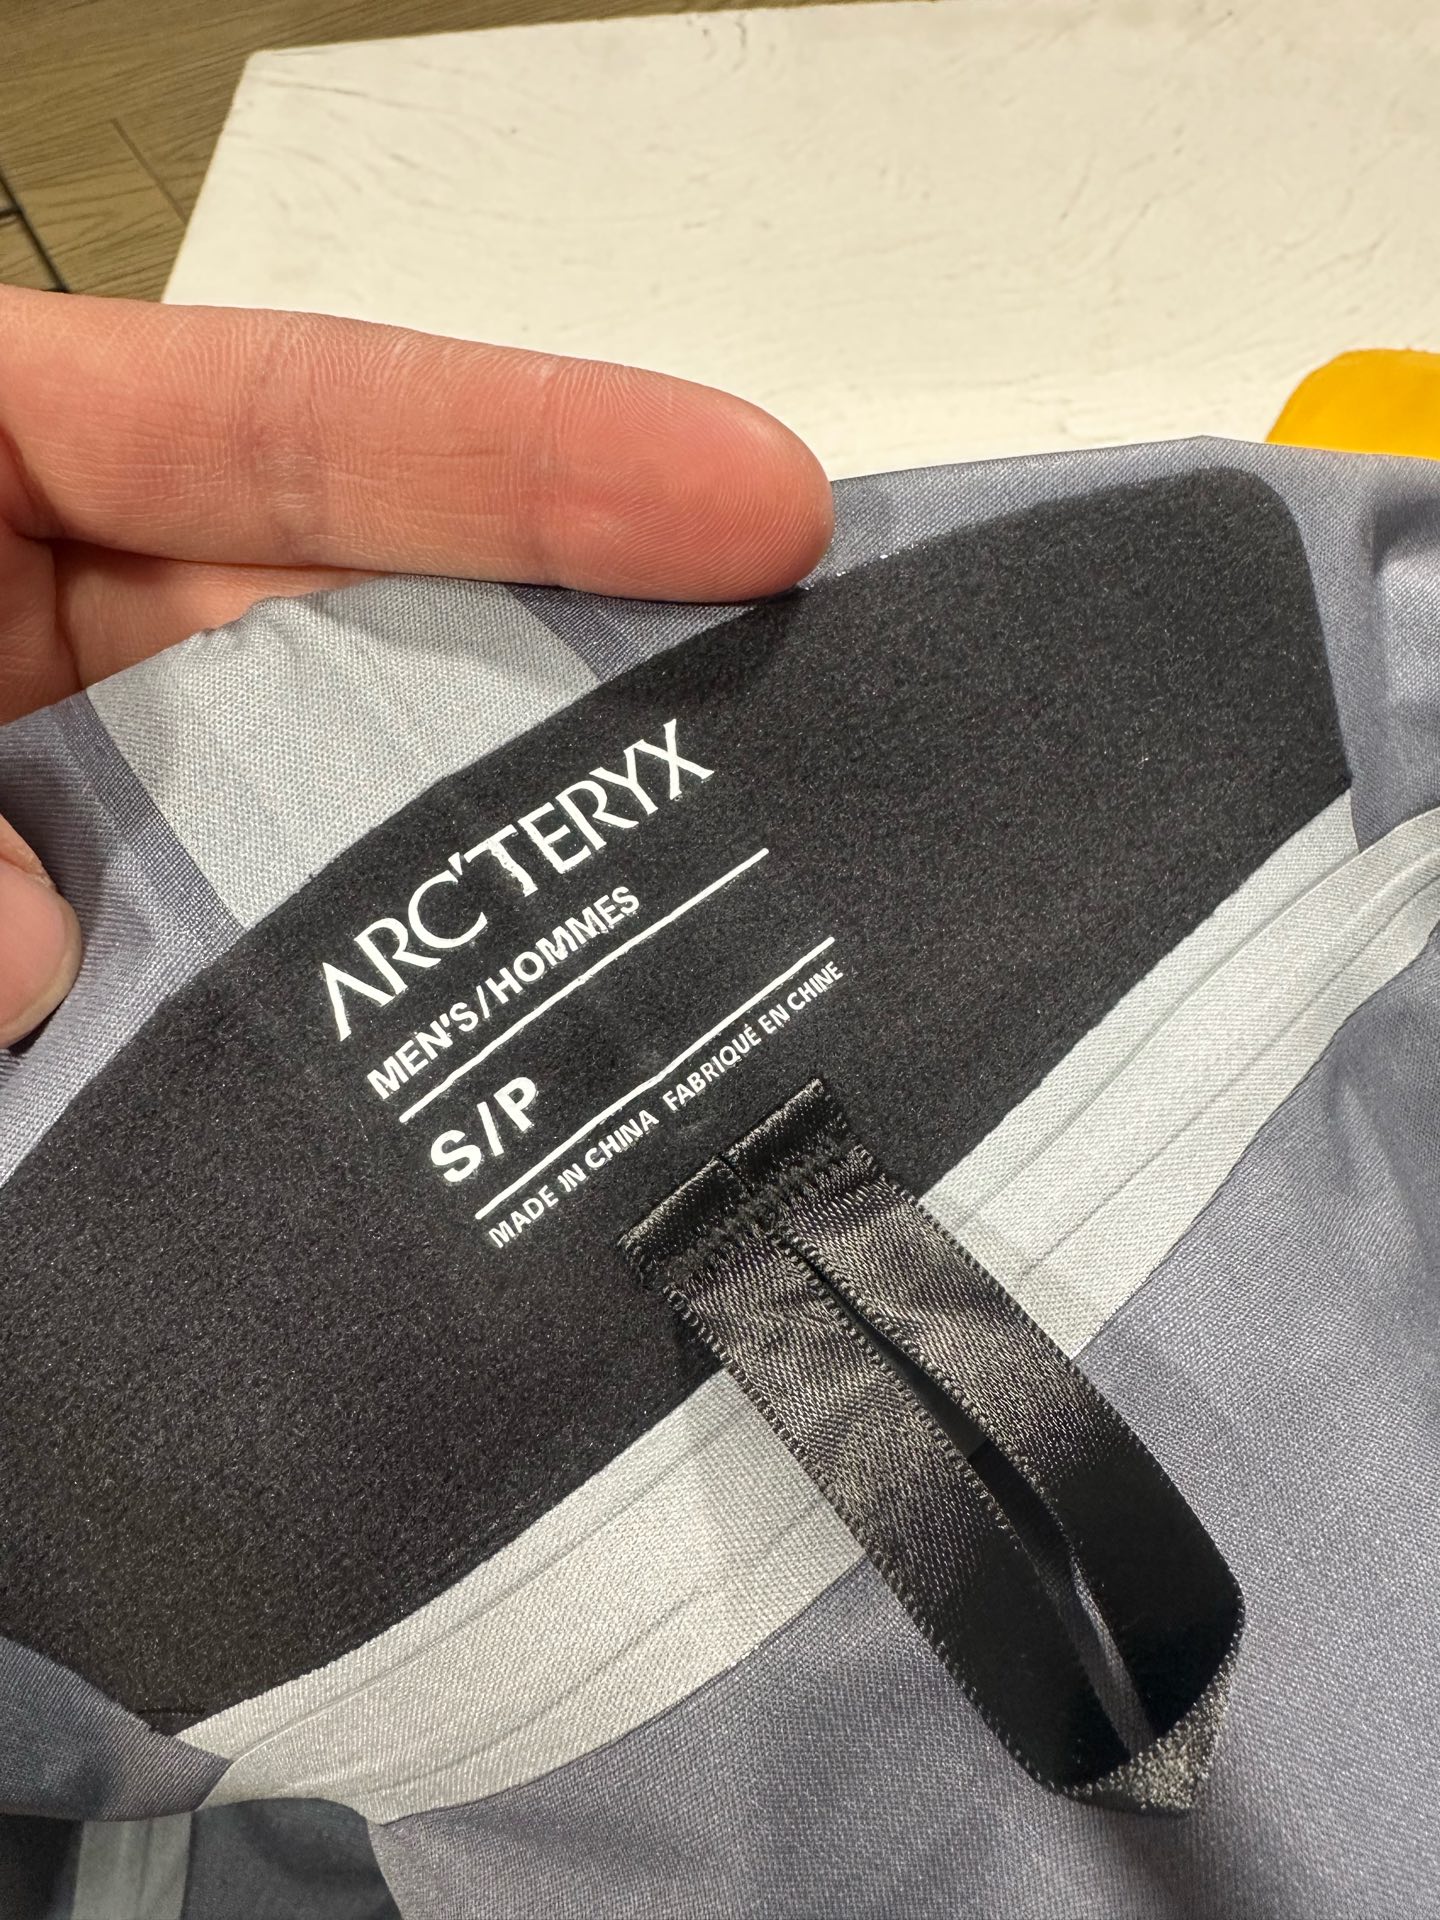 ARC'TERYX
MEN'S/HOMMES
S/P
MADE IN CHINA FABRIQUÉ EN CHINE